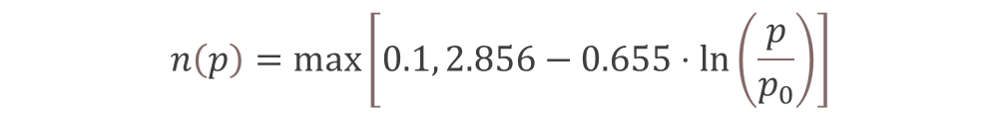 n(p) = max[0.1, 2.856 − 0.655 · ln(p/p₀)]